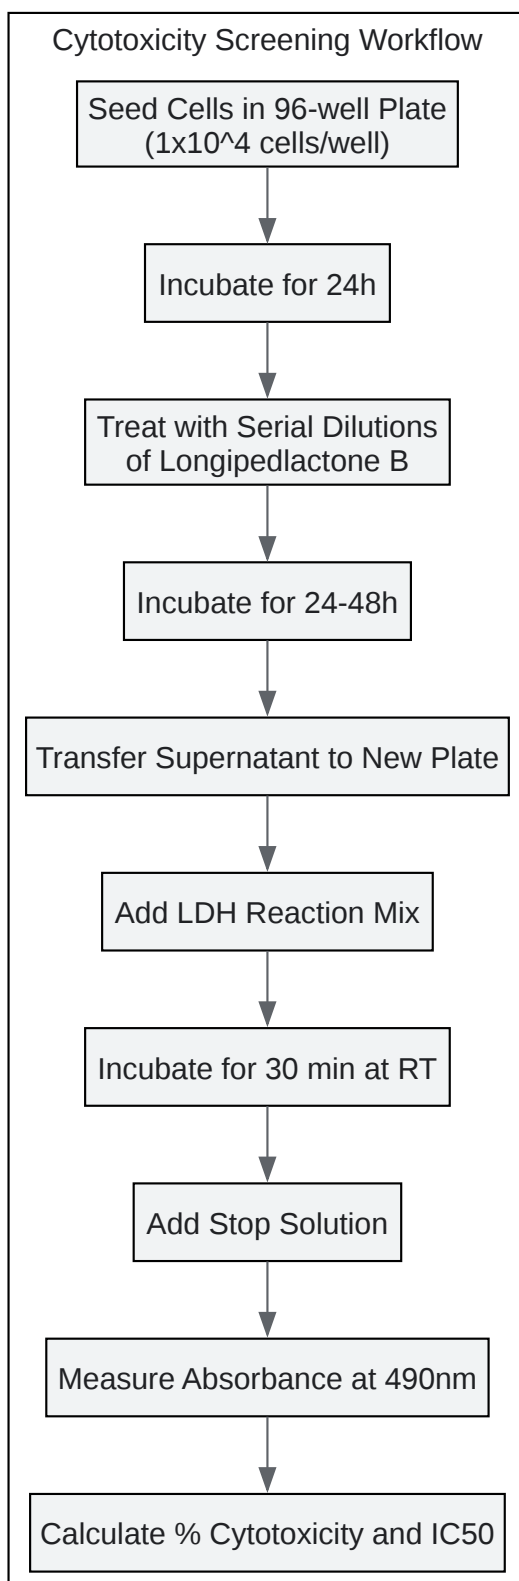 Cytotoxicity Screening Workflow
Seed Cells in 96-well Plate
(1x10^4 cells/well)
Incubate for 24h
Treat with Serial Dilutions
of Longipedlactone B
Incubate for 24-48h
Transfer Supernatant to New Plate
Add LDH Reaction Mix
Incubate for 30 min at RT
Add Stop Solution
Measure Absorbance at 490nm
Calculate % Cytotoxicity and IC50